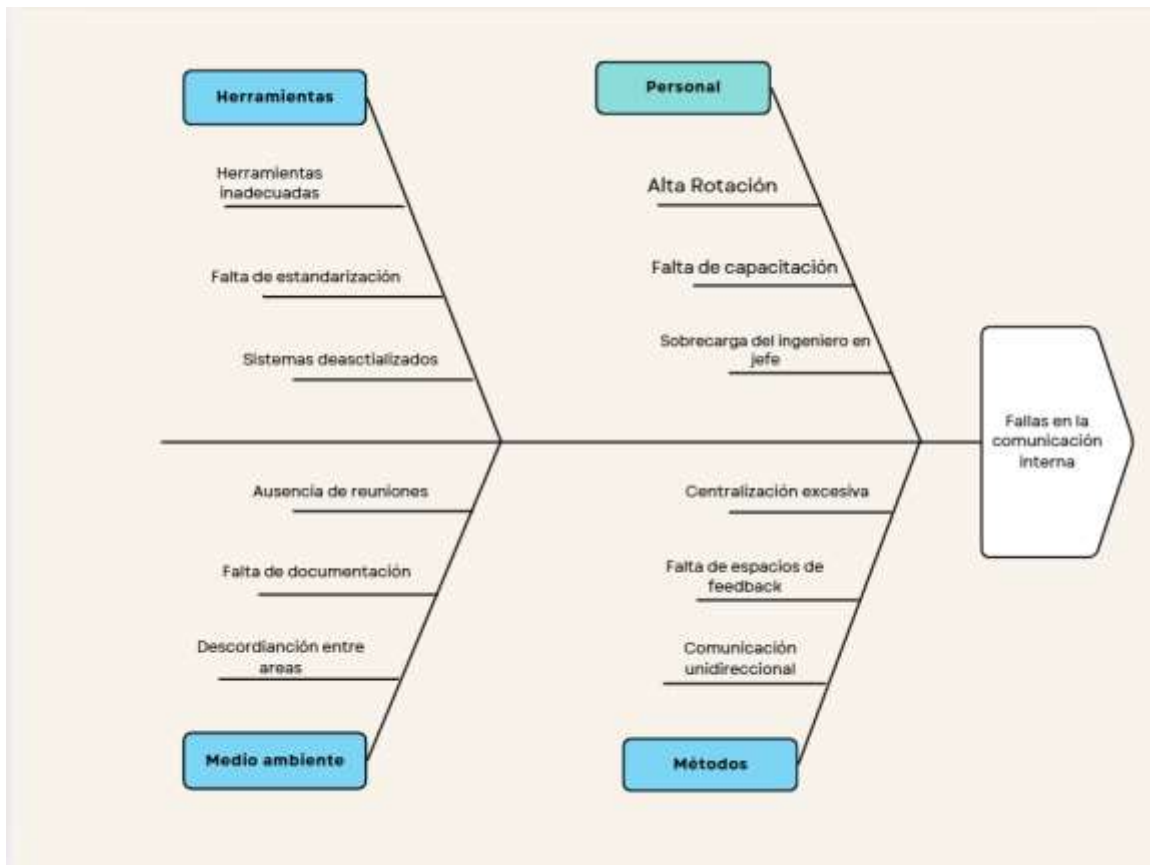 Herramientas
Herramientas
inadecuadas
Falta de estandarización
Sistemas deasctializados
Personal
Alta Rotación
Falta de capacitación
Sobrecarga del ingeniero en
jefe
Fallas en la
comunicación
interna
Ausencia de reuniones
Falta de documentación
Descordianción entre
areas
Medio ambiente
Centralización excesiva
Falta de espacios de
feedback
Comunicación
unidireccional
Métodos